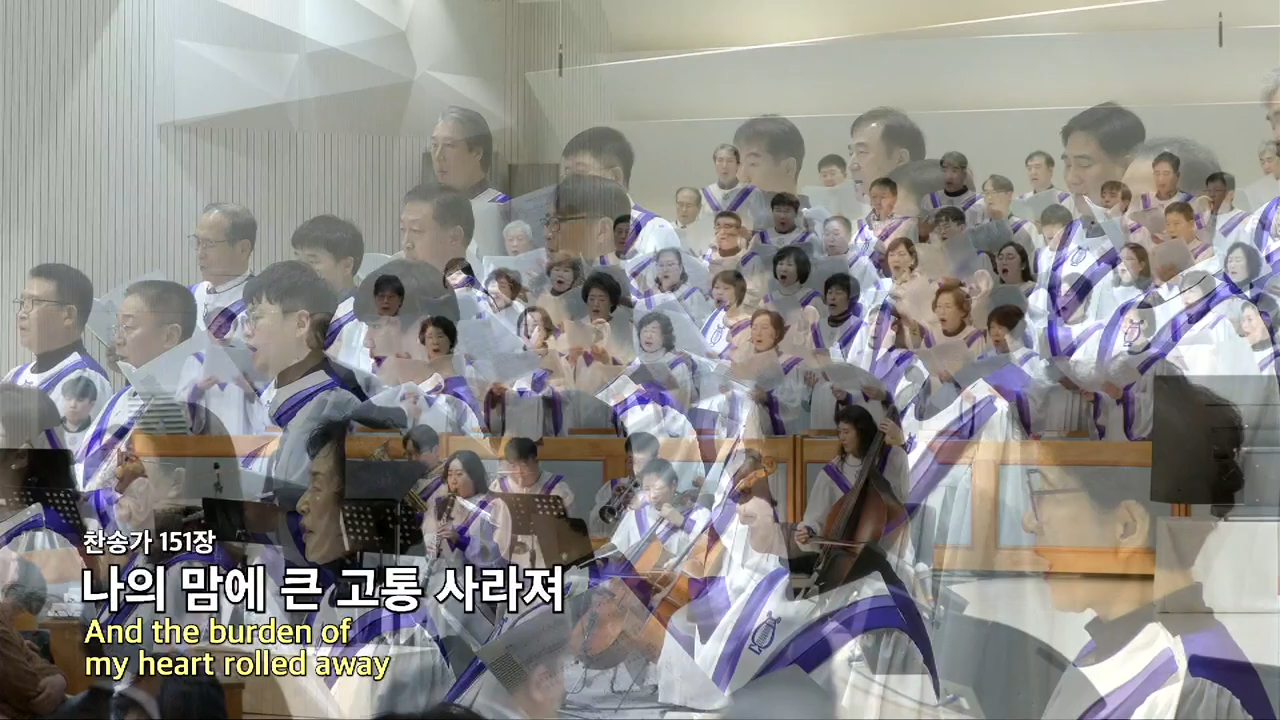 찬송가 151장
나의 맘에 큰 고통 사라져
And the burden of
my heart rolled away